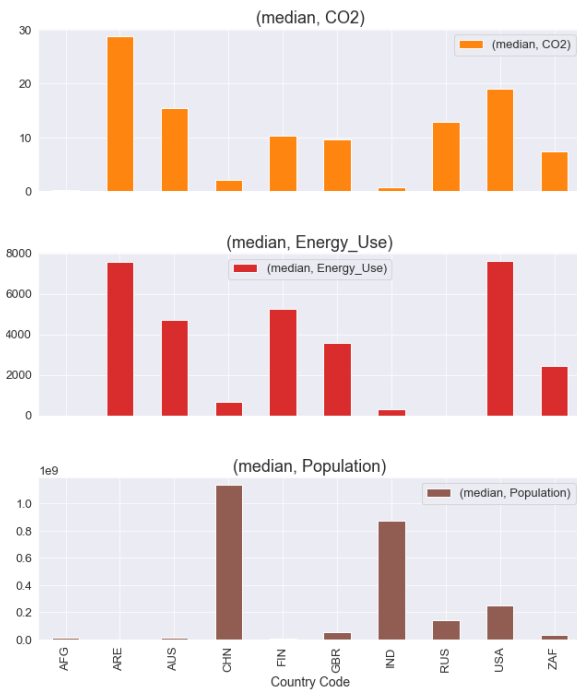 (median, CO2)
(median, CO2)
30
20
10
0
(median, Energy_Use)
(median, Energy_Use)
8000
6000
4000
2000
0
(median, Population)
1e9
(median, Population)
1.0
0.8
0.6
0.4
0.2
0.0
AFG ARE AUS CHN FIN GBR IND RUS USA ZAF
Country Code